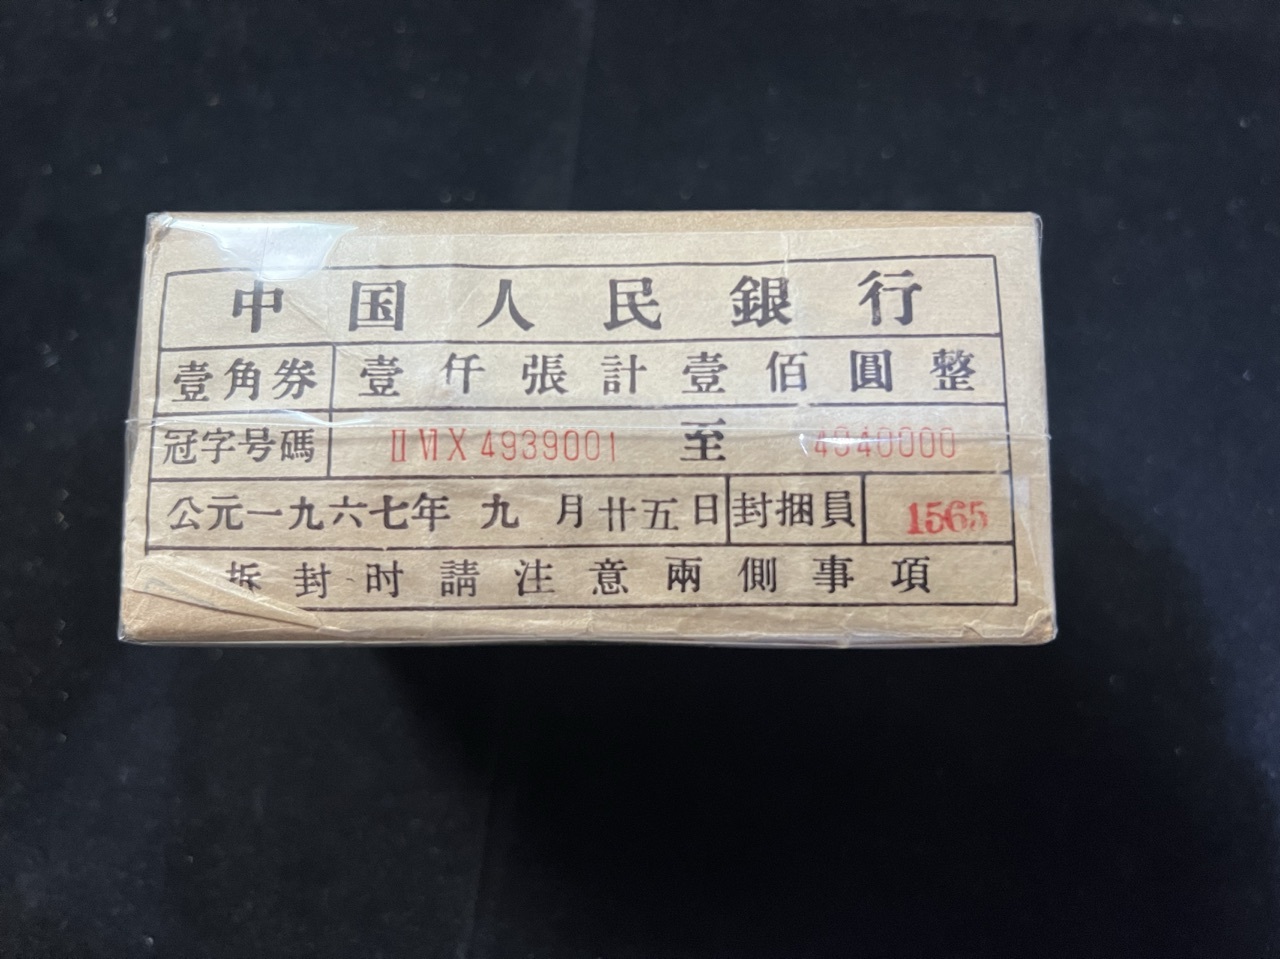 中国人民銀行
壹角券 壹仟張計壹佰圓整
冠字号碼 ⅡⅥⅩ 4939001 至 4940000
公元一九六七年九月廿五日 封捆員 1565
拆封时請注意兩側事項